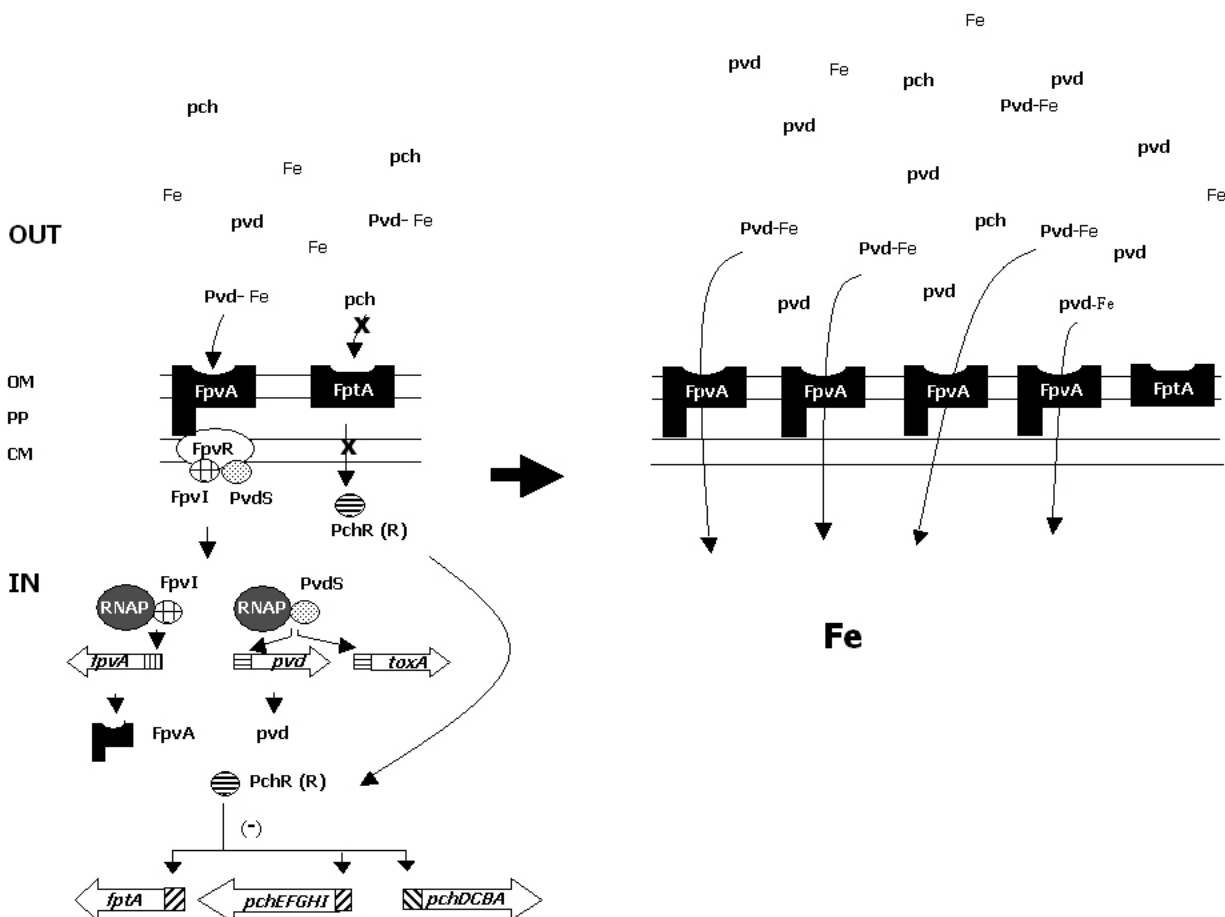 pch
pch
Fe
Fe
pvd
Pvd- Fe
Fe
OUT
Pvd- Fe
pch
X
FpvA
FptA
OM
PP
CM
FpvR
X
FpvI
PvdS
PchR (R)
IN
FpvI
PvdS
RNAP
RNAP
fpvA
pvd
toxA
FpvA
pvd
PchR (R)
(-)
fptA
pchEFGHI
pchDCBA
Fe
pvd
Fe
pch
pvd
Pvd-Fe
pvd
pvd
pvd
Fe
pch
Pvd-Fe
Pvd-Fe
Pvd-Fe
pvd
pvd
pvd
pvd-Fe
FpvA
FpvA
FpvA
FpvA
FptA
Fe